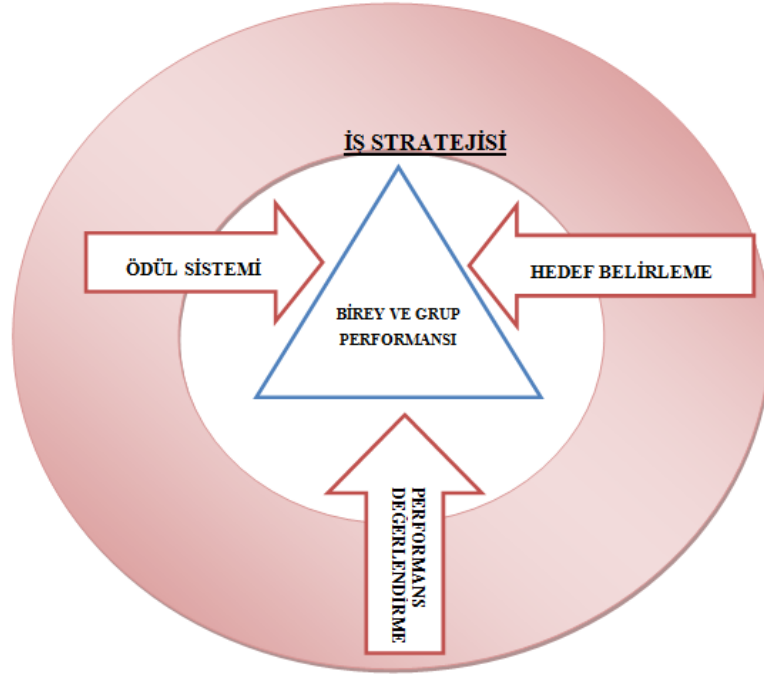 İŞ STRATEJİSİ
ÖDÜL SİSTEMİ
HEDEF BELİRLEME
BİREY VE GRUP
PERFORMANSI
PERFORMANS
DEĞERLENDİRME